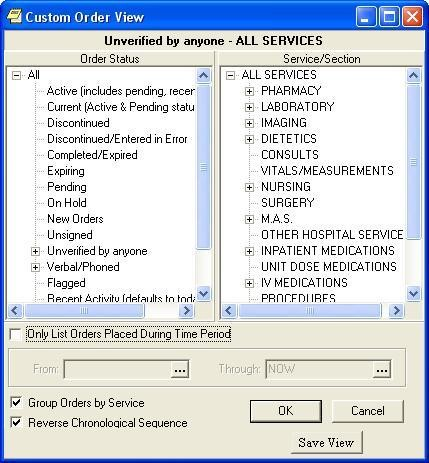 Custom Order View
Unverified by anyone - ALL SERVICES
Order Status
All
Active (includes pending, recen
Current (Active & Pending statu
Discontinued
Discontinued/Entered in Error
Completed/Expired
Expiring
Pending
On Hold
New Orders
Unsigned
Unverified by anyone
Verbal/Phoned
Flagged
Recent Activity (defaults to toda
Service/Section
ALL SERVICES
PHARMACY
LABORATORY
IMAGING
DIETETICS
CONSULTS
VITALS/MEASUREMENTS
NURSING
SURGERY
M.A.S.
OTHER HOSPITAL SERVICE
INPATIENT MEDICATIONS
UNIT DOSE MEDICATIONS
IV MEDICATIONS
PROCEDURES
Only List Orders Placed During Time Period
From: ... Through: NOW ...
Group Orders by Service
Reverse Chronological Sequence
OK Cancel
Save View